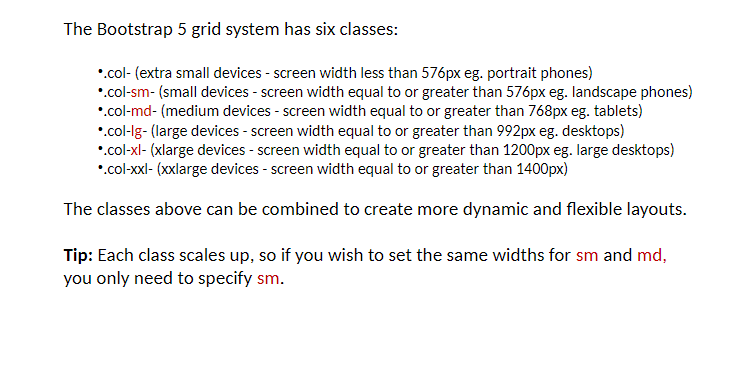 The Bootstrap 5 grid system has six classes:
•.col- (extra small devices - screen width less than 576px eg. portrait phones)
•.col-sm- (small devices - screen width equal to or greater than 576px eg. landscape phones)
•.col-md- (medium devices - screen width equal to or greater than 768px eg. tablets)
•.col-lg- (large devices - screen width equal to or greater than 992px eg. desktops)
•.col-xl- (xlarge devices - screen width equal to or greater than 1200px eg. large desktops)
•.col-xxl- (xxlarge devices - screen width equal to or greater than 1400px)
The classes above can be combined to create more dynamic and flexible layouts.
Tip: Each class scales up, so if you wish to set the same widths for sm and md,
you only need to specify sm.